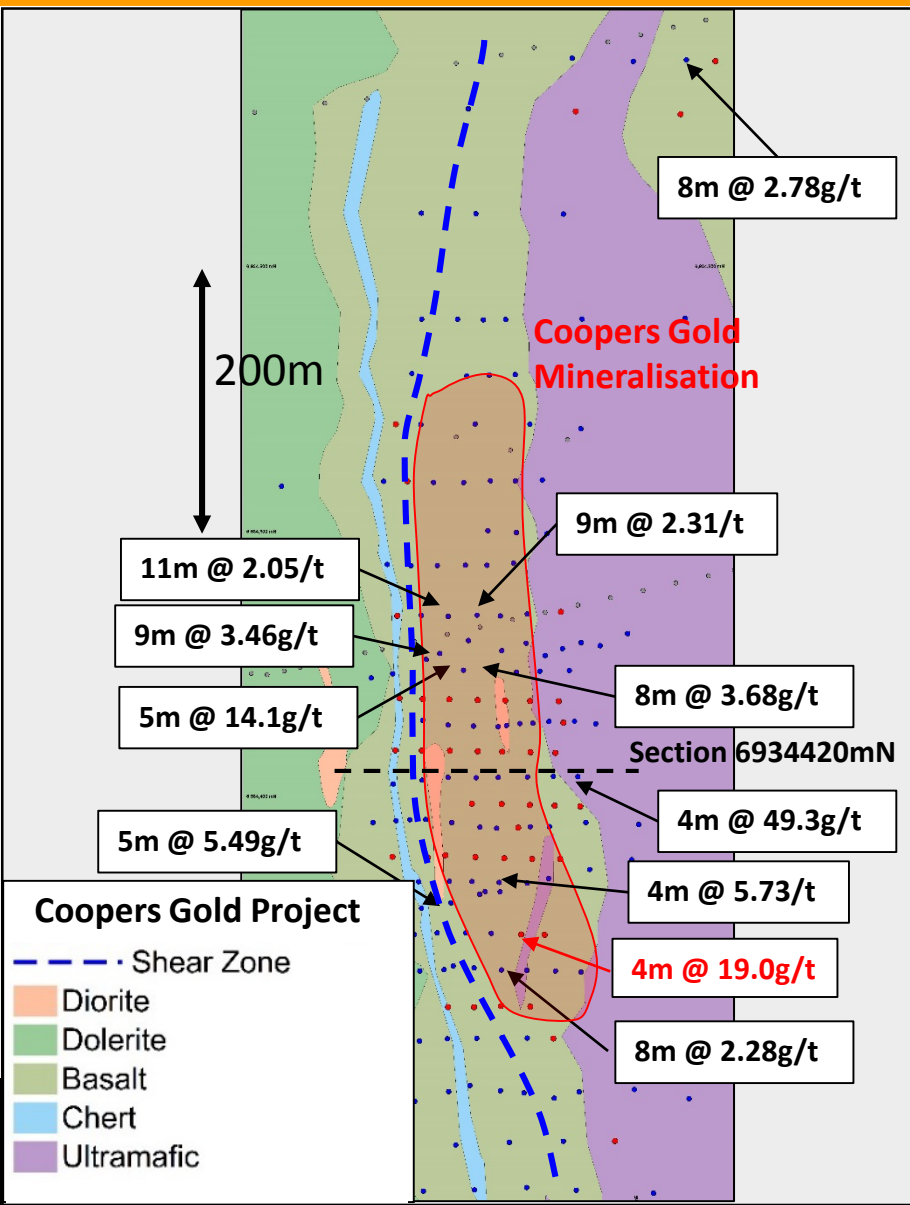 8m @ 2.78g/t
Coopers Gold
Mineralisation
200m
9m @ 2.31/t
11m @ 2.05/t
9m @ 3.46g/t
8m @ 3.68g/t
5m @ 14.1g/t
Section 6934420mN
4m @ 49.3g/t
5m @ 5.49g/t
4m @ 5.73/t
4m @ 19.0g/t
8m @ 2.28g/t
Coopers Gold Project
Shear Zone
Diorite
Dolerite
Basalt
Chert
Ultramafic